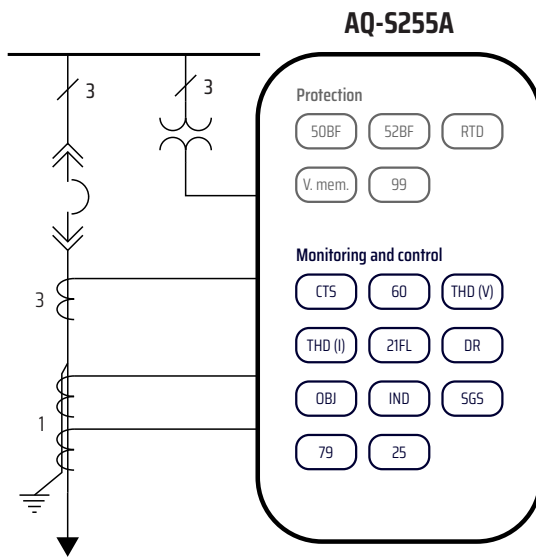 AQ-S255A
3
3
Protection
50BF 52BF RTD
V. mem. 99
Monitoring and control
CTS 60 THD (V)
3
THD (I) 21FL DR
OBJ IND SGS
1
79 25